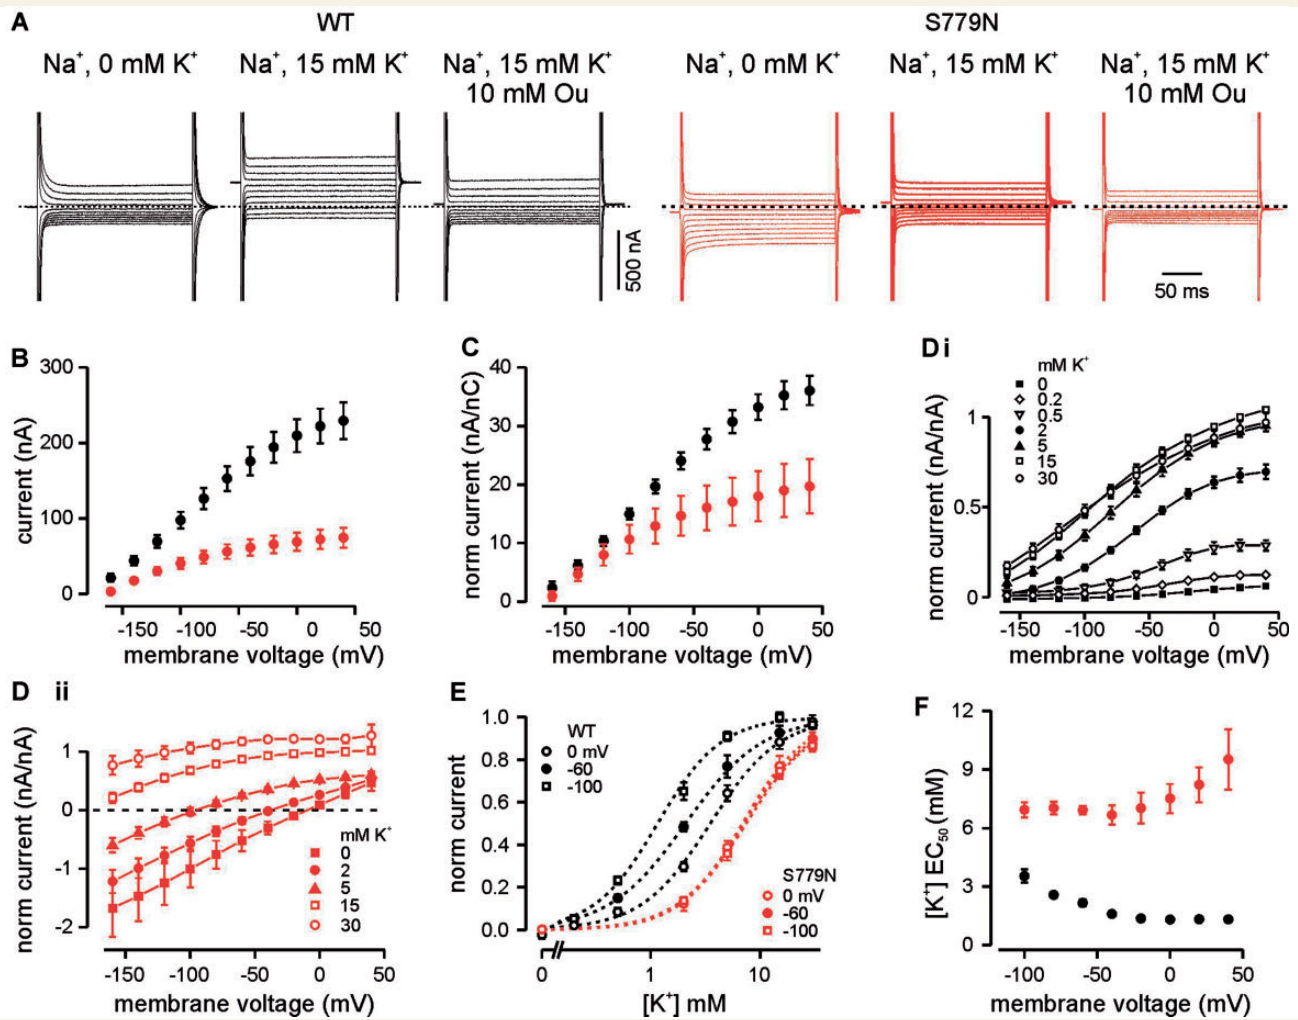 A
WT
S779N
Na⁺, 0 mM K⁺
Na⁺, 15 mM K⁺
Na⁺, 15 mM K⁺
10 mM Ou
Na⁺, 0 mM K⁺
Na⁺, 15 mM K⁺
Na⁺, 15 mM K⁺
10 mM Ou
500 nA
50 ms
B
300
200
100
0
current (nA)
-150
-100
-50
0
50
membrane voltage (mV)
C
40
30
20
10
0
norm current (nA/nC)
-150
-100
-50
0
50
membrane voltage (mV)
D i
mM K⁺
0
0.2
0.5
2
5
15
30
1
0.5
0
norm current (nA/nA)
-150
-100
-50
0
50
membrane voltage (mV)
D ii
1
0
-1
-2
norm current (nA/nA)
mM K⁺
0
2
5
15
30
-150
-100
-50
0
50
membrane voltage (mV)
E
1.0
0.8
0.6
0.4
0.2
0.0
norm current
WT
0 mV
-60
-100
S779N
0 mV
-60
-100
0
1
10
[K⁺] mM
F
12
9
6
3
0
[K⁺] EC₅₀ (mM)
-100
-50
0
50
membrane voltage (mV)